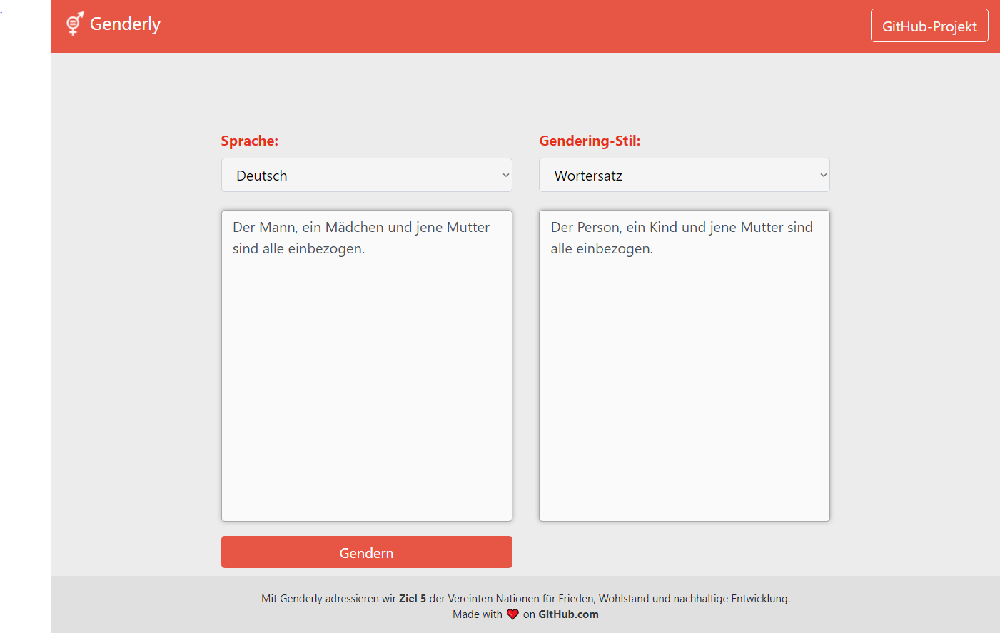 Genderly
GitHub-Projekt
Sprache:
Gendering-Stil:
Deutsch
Wortersatz
Der Mann, ein Mädchen und jene Mutter
sind alle einbezogen.
Der Person, ein Kind und jene Mutter sind
alle einbezogen.
Gendern
Mit Genderly adressieren wir Ziel 5 der Vereinten Nationen für Frieden, Wohlstand und nachhaltige Entwicklung.
Made with ❤ on GitHub.com